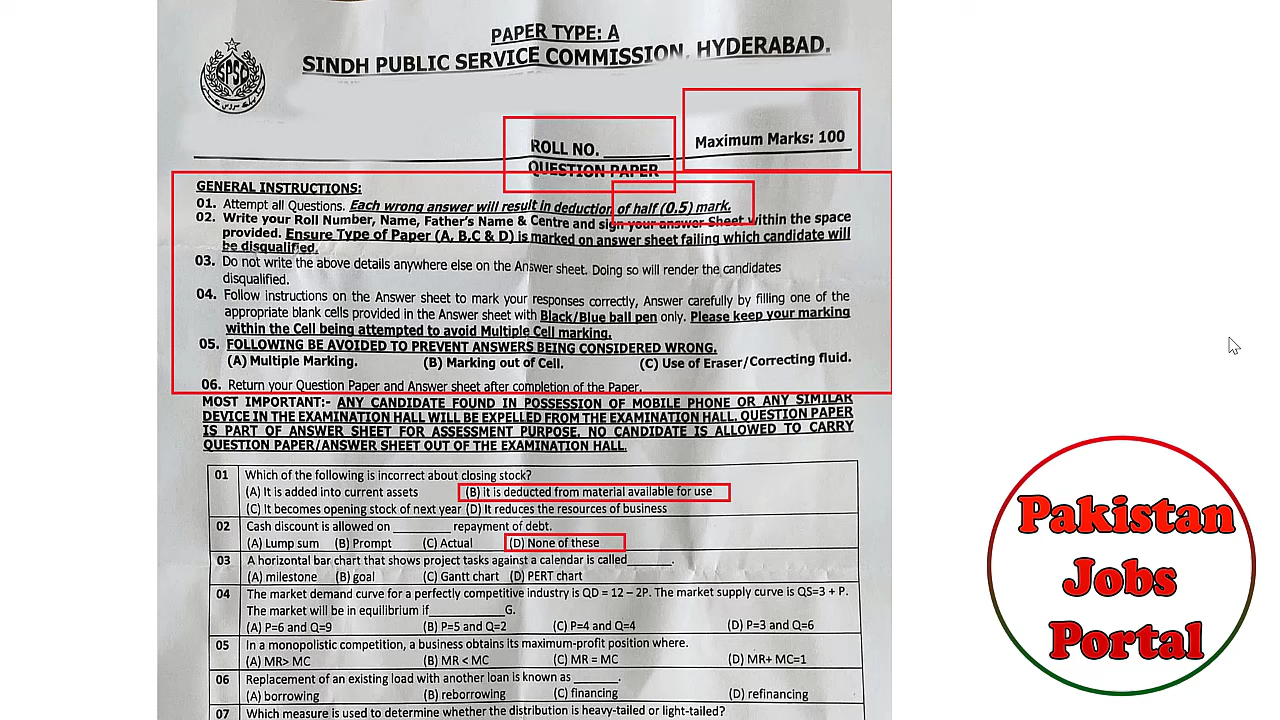 PAPER TYPE: A
SINDH PUBLIC SERVICE COMMISSION, HYDERABAD.
SPSC
Maximum Marks: 100
ROLL NO. ________
QUESTION PAPER
GENERAL INSTRUCTIONS:
01. Attempt all Questions. Each wrong answer will result in deduction of half (0.5) mark.
02. Write your Roll Number, Name, Father's Name & Centre and sign your answer Sheet within the space
provided. Ensure Type of Paper (A, B,C & D) is marked on answer sheet failing which candidate will
be disqualified.
03. Do not write the above details anywhere else on the Answer sheet. Doing so will render the candidates
disqualified.
04. Follow instructions on the Answer sheet to mark your responses correctly, Answer carefully by filling one of the
appropriate blank cells provided in the Answer sheet with Black/Blue ball pen only. Please keep your marking
within the Cell being attempted to avoid Multiple Cell marking.
05. FOLLOWING BE AVOIDED TO PREVENT ANSWERS BEING CONSIDERED WRONG.
(A) Multiple Marking. (B) Marking out of Cell. (C) Use of Eraser/Correcting fluid.
06. Return your Question Paper and Answer sheet after completion of the Paper.
MOST IMPORTANT:- ANY CANDIDATE FOUND IN POSSESSION OF MOBILE PHONE OR ANY SIMILAR
DEVICE IN THE EXAMINATION HALL WILL BE EXPELLED FROM THE EXAMINATION HALL. QUESTION PAPER
IS PART OF ANSWER SHEET FOR ASSESSMENT PURPOSE. NO CANDIDATE IS ALLOWED TO CARRY
QUESTION PAPER/ANSWER SHEET OUT OF THE EXAMINATION HALL.
01 Which of the following is incorrect about closing stock?
(A) It is added into current assets (B) It is deducted from material available for use
(C) It becomes opening stock of next year (D) It reduces the resources of business
02 Cash discount is allowed on ________ repayment of debt.
(A) Lump sum (B) Prompt (C) Actual (D) None of these
03 A horizontal bar chart that shows project tasks against a calendar is called______.
(A) milestone (B) goal (C) Gantt chart (D) PERT chart
04 The market demand curve for a perfectly competitive industry is QD = 12 – 2P. The market supply curve is QS=3 + P.
The market will be in equilibrium if__________G.
(A) P=6 and Q=9 (B) P=5 and Q=2 (C) P=4 and Q=4 (D) P=3 and Q=6
05 In a monopolistic competition, a business obtains its maximum-profit position where.
(A) MR> MC (B) MR < MC (C) MR = MC (D) MR+ MC=1
06 Replacement of an existing load with another loan is known as ______.
(A) borrowing (B) reborrowing (C) financing (D) refinancing
07 Which measure is used to determine whether the distribution is heavy-tailed or light-tailed?
Pakistan
Jobs
Portal